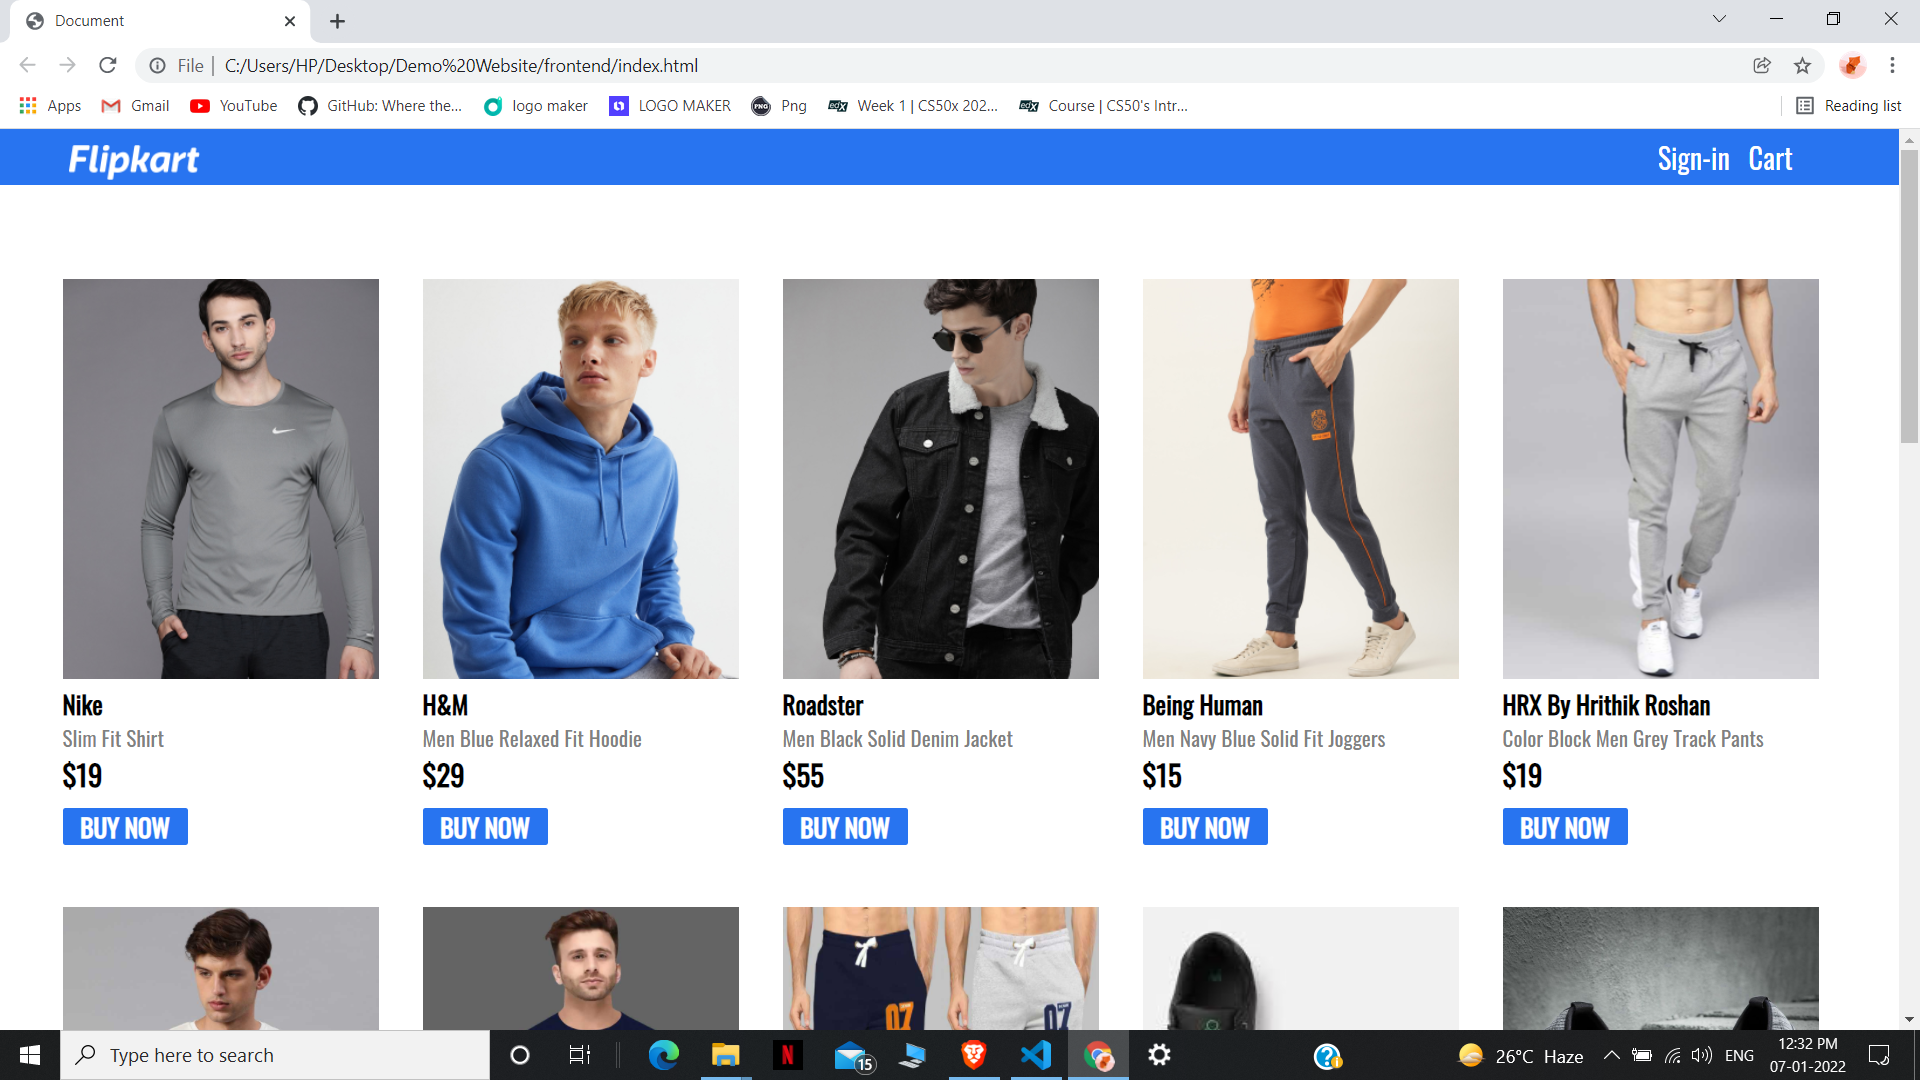 Document
File
C:/Users/HP/Desktop/Demo%20Website/frontend/index.html
Apps
Gmail
YouTube
GitHub: Where the...
logo maker
LOGO MAKER
PNG
Png
edX
Week 1 | CS50x 202...
edX
Course | CS50's Intr...
Reading list
Flipkart
Sign-in
Cart
Nike
Slim Fit Shirt
$19
BUY NOW
H&M
Men Blue Relaxed Fit Hoodie
$29
BUY NOW
Roadster
Men Black Solid Denim Jacket
$55
BUY NOW
Being Human
Men Navy Blue Solid Fit Joggers
$15
BUY NOW
HRX By Hrithik Roshan
Color Block Men Grey Track Pants
$19
BUY NOW
07
07
Type here to search
N
15
26°C Haze
ENG
12:32 PM
07-01-2022